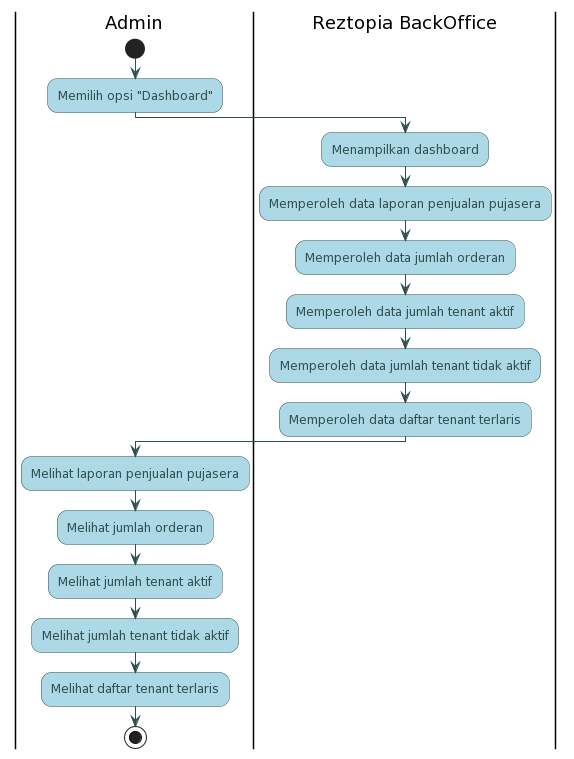 Admin
Reztopia BackOffice
Memilih opsi "Dashboard"
Menampilkan dashboard
Memperoleh data laporan penjualan pujasera
Memperoleh data jumlah orderan
Memperoleh data jumlah tenant aktif
Memperoleh data jumlah tenant tidak aktif
Memperoleh data daftar tenant terlaris
Melihat laporan penjualan pujasera
Melihat jumlah orderan
Melihat jumlah tenant aktif
Melihat jumlah tenant tidak aktif
Melihat daftar tenant terlaris